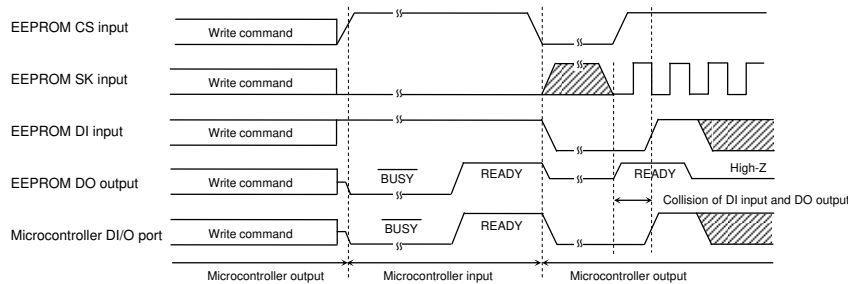 EEPROM CS input
Write command
EEPROM SK input
Write command
EEPROM DI input
Write command
EEPROM DO output
Write command
BUSY
READY
READY
High-Z
Collision of DI input and DO output
Microcontroller DI/O port
Write command
BUSY
READY
Microcontroller output
Microcontroller input
Microcontroller output